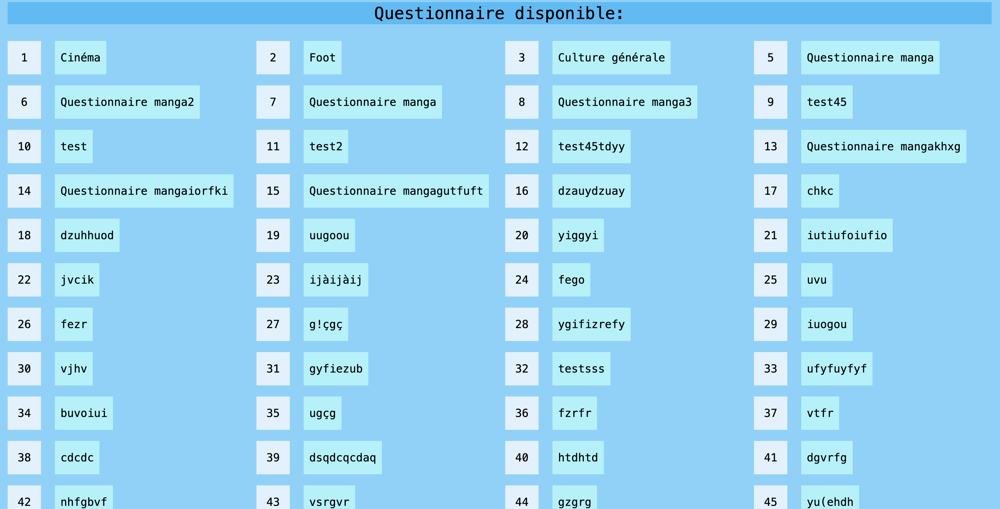 Questionnaire disponible:
1 Cinéma 2 Foot 3 Culture générale 5 Questionnaire manga
6 Questionnaire manga2 7 Questionnaire manga 8 Questionnaire manga3 9 test45
10 test 11 test2 12 test45tdyy 13 Questionnaire mangakhxg
14 Questionnaire mangaiorfki 15 Questionnaire mangagutfuft 16 dzauydzuay 17 chkc
18 dzuhhuod 19 uugoou 20 yiggyi 21 iutiufoiufio
22 jvcik 23 ijàijàij 24 fego 25 uvu
26 fezr 27 g!çgç 28 ygifizrefy 29 iuogou
30 vjhv 31 gyfiezub 32 testsss 33 ufyfuyfyf
34 buvoiui 35 ugçg 36 fzrfr 37 vtfr
38 cdcdc 39 dsqdcqcdaq 40 htdhtd 41 dgvrfg
42 nhfgbvf 43 vsrgvr 44 gzgrg 45 yu(ehdh